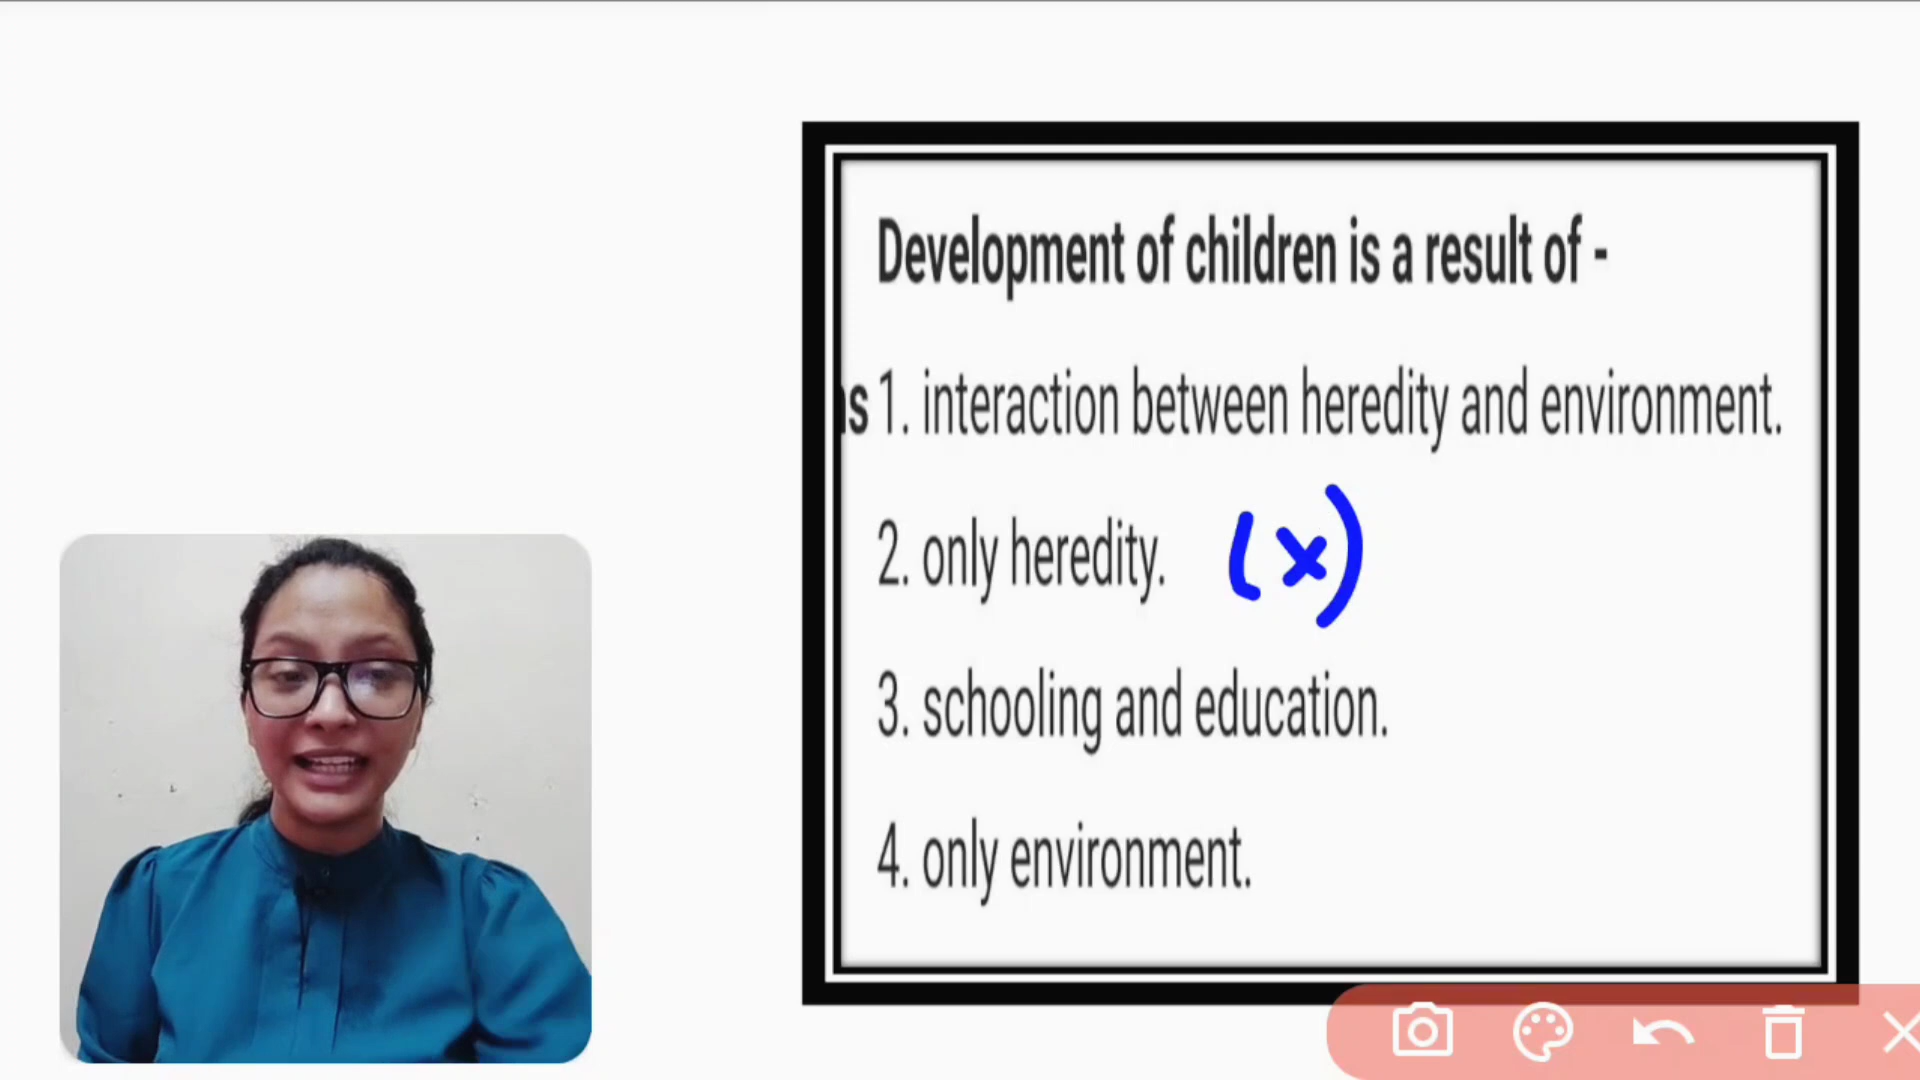 Development of children is a result of -
s 1. interaction between heredity and environment.
2. only heredity. (x)
3. schooling and education.
4. only environment.